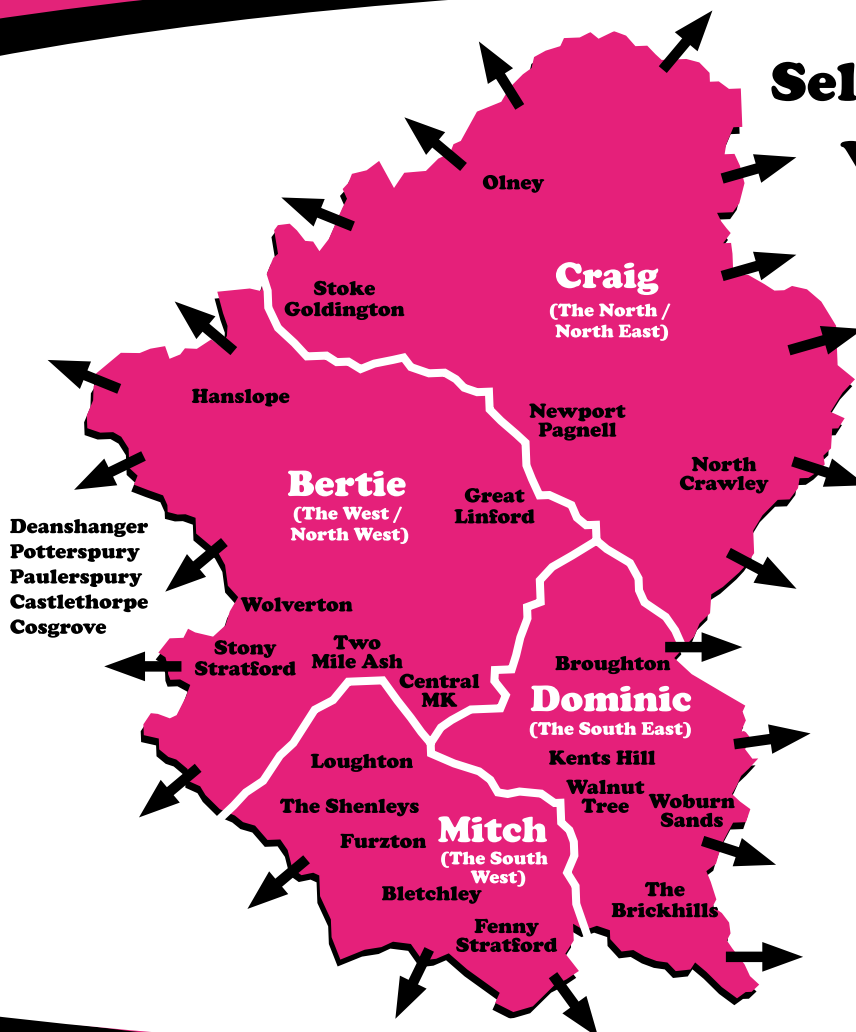 Sel
Olney
Craig
(The North /
North East)
Stoke
Goldington
Hanslope
Newport
Pagnell
North
Crawley
Bertie
(The West /
North West)
Great
Linford
Deanshanger
Potterspury
Paulerspury
Castlethorpe
Cosgrove
Wolverton
Stony
Stratford
Two
Mile Ash
Central
MK
Broughton
Dominic
(The South East)
Kents Hill
Walnut
Tree
Woburn
Sands
Loughton
The Shenleys
Furzton
Mitch
(The South
West)
Bletchley
The
Brickhills
Fenny
Stratford